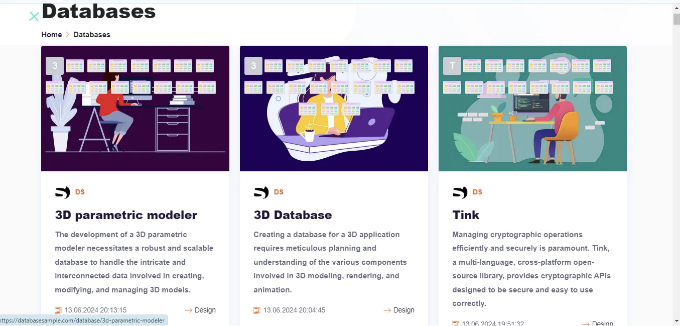 Databases
Home > Databases
3
3
T
DS
DS
DS
3D parametric modeler
3D Database
Tink
The development of a 3D parametric
modeler necessitates a robust and scalable
database to handle the intricate and
interconnected data involved in creating,
modifying, and managing 3D models.
Creating a database for a 3D application
requires meticulous planning and
understanding of the various components
involved in 3D modeling, rendering, and
animation.
Managing cryptographic operations
efficiently and securely is paramount. Tink,
a multi-language, cross-platform open-
source library, provides cryptographic APIs
designed to be secure and easy to use
correctly.
13.06.2024 20:13:15
Design
13.06.2024 20:04:45
Design
13.06.2024 19:51:32
Design
https://databasesample.com/database/3d-parametric-modeler